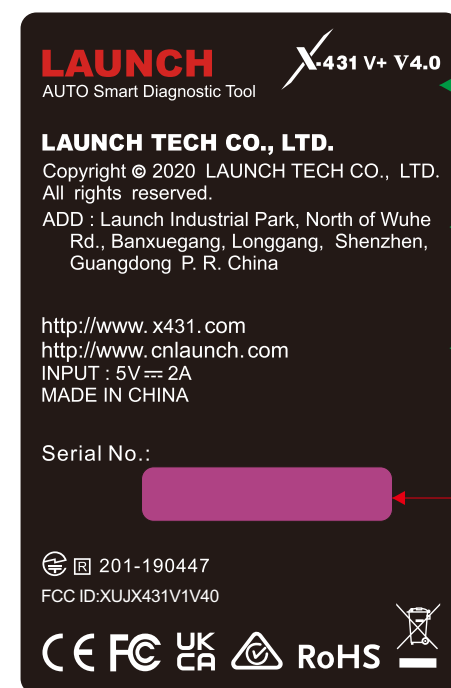 LAUNCH
X-431 V+ V4.0
AUTO Smart Diagnostic Tool
LAUNCH TECH CO., LTD.
Copyright © 2020 LAUNCH TECH CO., LTD.
All rights reserved.
ADD : Launch Industrial Park, North of Wuhe
Rd., Banxuegang, Longgang, Shenzhen,
Guangdong P. R. China
http://www. x431. com
http://www. cnlaunch. com
INPUT : 5V⎓2A
MADE IN CHINA
Serial No.:
R 201-190447
FCC ID:XUJX431V1V40
CE FC UK CA RoHS